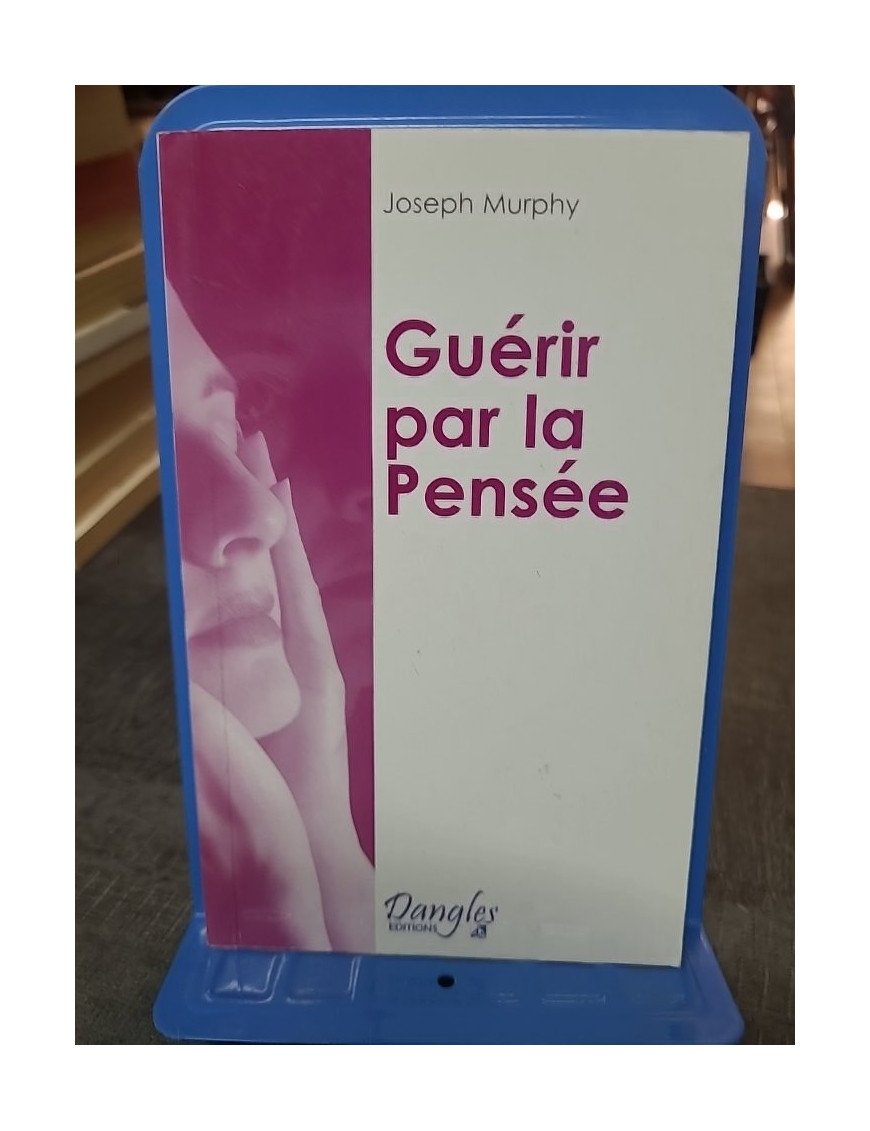 Joseph Murphy
Guérir
par la
Pensée
Dangles
EDITIONS